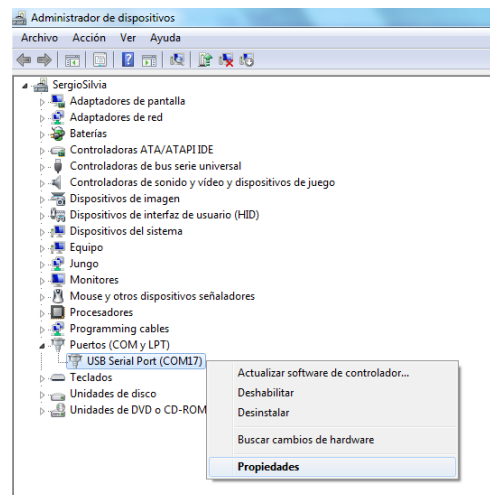 Administrador de dispositivos
Archivo Acción Ver Ayuda
SergioSilvia
Adaptadores de pantalla
Adaptadores de red
Baterías
Controladoras ATA/ATAPI IDE
Controladoras de bus serie universal
Controladoras de sonido y vídeo y dispositivos de juego
Dispositivos de imagen
Dispositivos de interfaz de usuario (HID)
Dispositivos del sistema
Equipo
Jungo
Monitores
Mouse y otros dispositivos señaladores
Procesadores
Programming cables
Puertos (COM y LPT)
USB Serial Port (COM17)
Teclados
Unidades de disco
Unidades de DVD o CD-ROM
Actualizar software de controlador...
Deshabilitar
Desinstalar
Buscar cambios de hardware
Propiedades